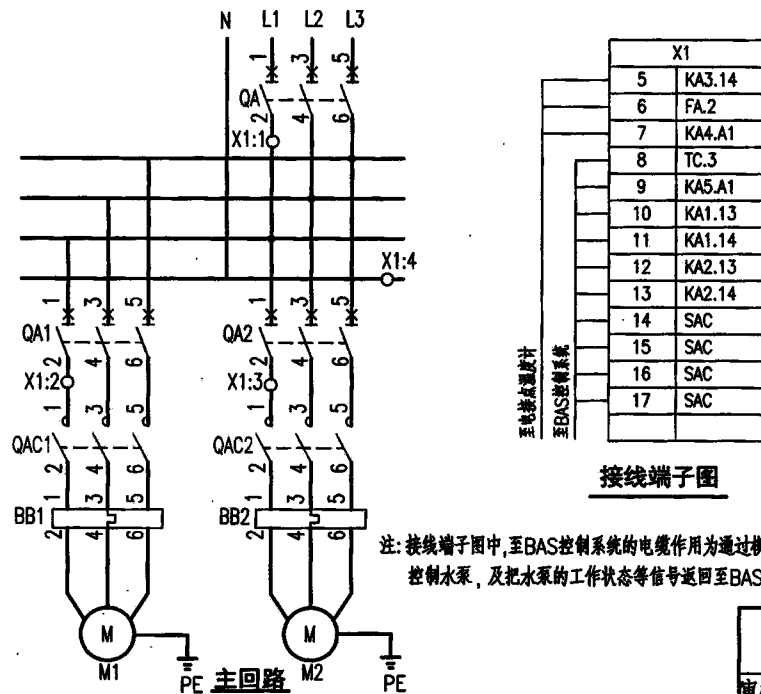 N L1 L2 L3
1 3 5
QA
2 4 6
X1:1
X1:4
1 3 5 1 3 5
QA1 QA2
2 4 6 2 4 6
X1:2 X1:3
1 3 5 1 3 5
QAC1 QAC2
2 4 6 2 4 6
1 3 5 1 3 5
BB1 BB2
2 4 6 2 4 6
M M
M1 M2
PE PE
主回路
X1
5 KA3.14
6 FA.2
7 KA4.A1
8 TC.3
9 KA5.A1
10 KA1.13
11 KA1.14
12 KA2.13
13 KA2.14
14 SAC
15 SAC
16 SAC
17 SAC
至电接点温度计
至BAS控制系统
接线端子图
注:接线端子图中,至BAS控制系统的电缆作用为通过
控制水泵,及把水泵的工作状态等信号返回至BAS